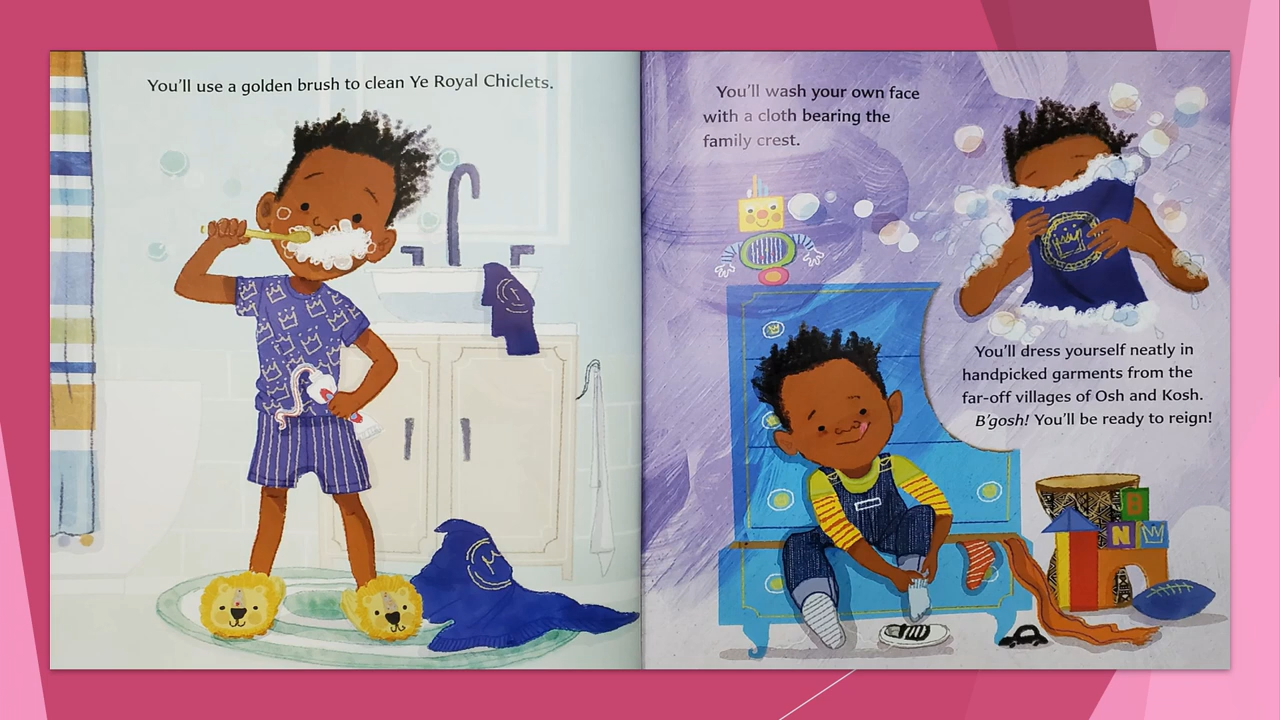 You'll use a golden brush to clean Ye Royal Chiclets.
You'll wash your own face
with a cloth bearing the
family crest.
You'll dress yourself neatly in
handpicked garments from the
far-off villages of Osh and Kosh.
B'gosh! You'll be ready to reign!
B
N